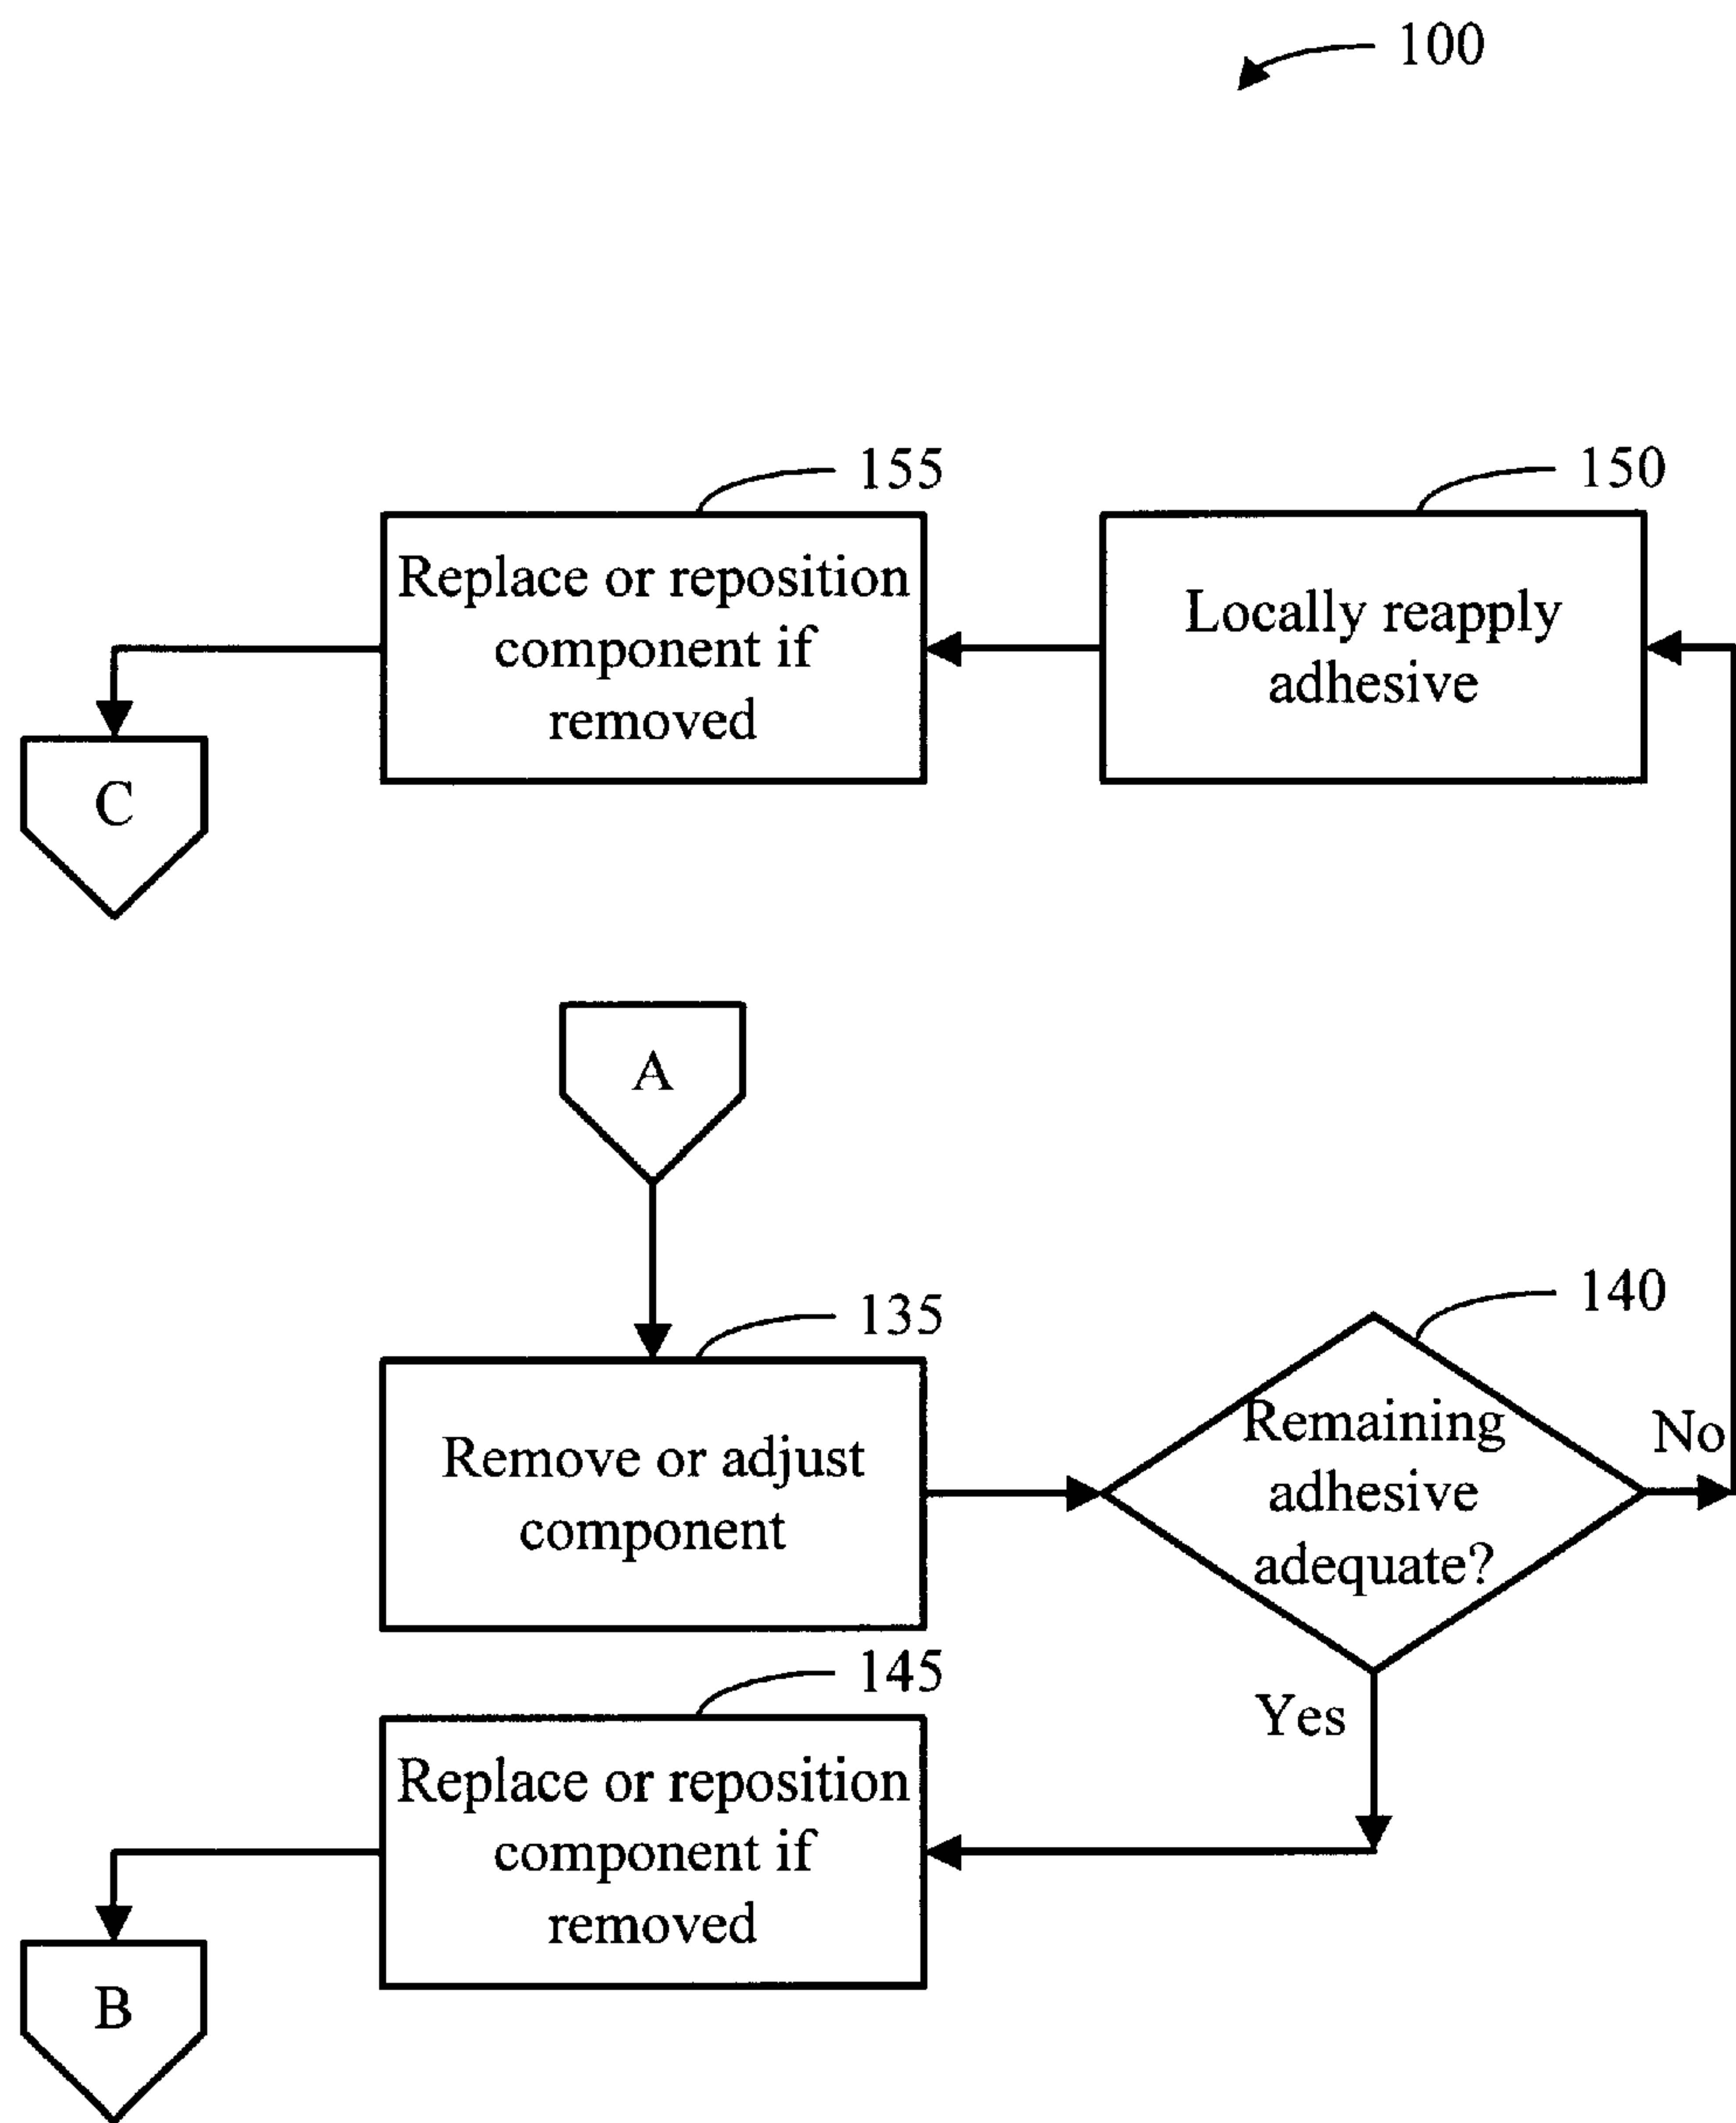 100
155
150
Replace or reposition
component if
removed
Locally reapply
adhesive
C
A
135
140
Remove or adjust
component
Remaining
adhesive
adequate?
No
145
Yes
Replace or reposition
component if
removed
B